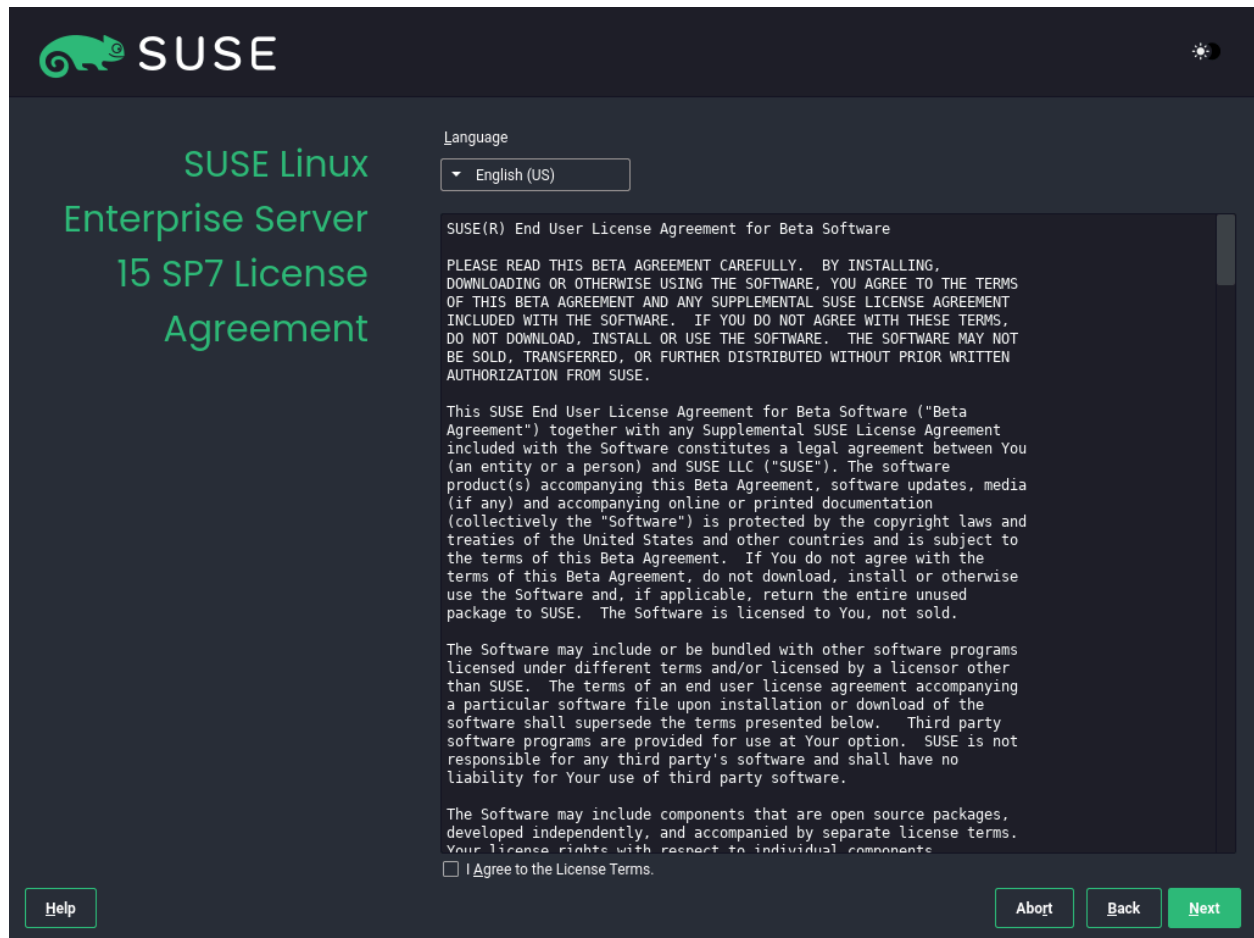 SUSE
SUSE Linux
Enterprise Server
15 SP7 License
Agreement
Language
English (US)
SUSE(R) End User License Agreement for Beta Software
PLEASE READ THIS BETA AGREEMENT CAREFULLY.  BY INSTALLING,
DOWNLOADING OR OTHERWISE USING THE SOFTWARE, YOU AGREE TO THE TERMS
OF THIS BETA AGREEMENT AND ANY SUPPLEMENTAL SUSE LICENSE AGREEMENT
INCLUDED WITH THE SOFTWARE.  IF YOU DO NOT AGREE WITH THESE TERMS,
DO NOT DOWNLOAD, INSTALL OR USE THE SOFTWARE.  THE SOFTWARE MAY NOT
BE SOLD, TRANSFERRED, OR FURTHER DISTRIBUTED WITHOUT PRIOR WRITTEN
AUTHORIZATION FROM SUSE.
This SUSE End User License Agreement for Beta Software ("Beta
Agreement") together with any Supplemental SUSE License Agreement
included with the Software constitutes a legal agreement between You
(an entity or a person) and SUSE LLC ("SUSE"). The software
product(s) accompanying this Beta Agreement, software updates, media
(if any) and accompanying online or printed documentation
(collectively the "Software") is protected by the copyright laws and
treaties of the United States and other countries and is subject to
the terms of this Beta Agreement.  If You do not agree with the
terms of this Beta Agreement, do not download, install or otherwise
use the Software and, if applicable, return the entire unused
package to SUSE.  The Software is licensed to You, not sold.
The Software may include or be bundled with other software programs
licensed under different terms and/or licensed by a licensor other
than SUSE.  The terms of an end user license agreement accompanying
a particular software file upon installation or download of the
software shall supersede the terms presented below.   Third party
software programs are provided for use at Your option.  SUSE is not
responsible for any third party's software and shall have no
liability for Your use of third party software.
The Software may include components that are open source packages,
developed independently, and accompanied by separate license terms.
Your license rights with respect to individual components
I Agree to the License Terms.
Help
Abort
Back
Next